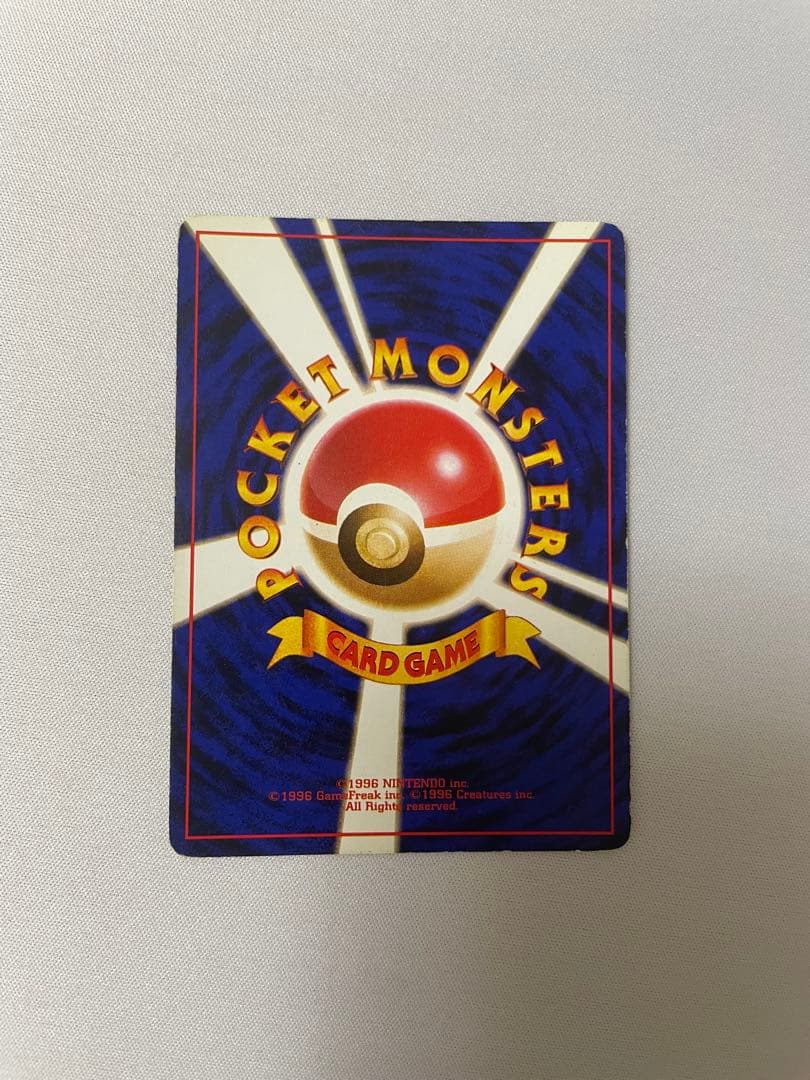 POCKET MONSTERS
CARD GAME
©1996 NINTENDO inc.
©1996 GameFreak inc. ©1996 Creatures inc.
All Rights reserved.